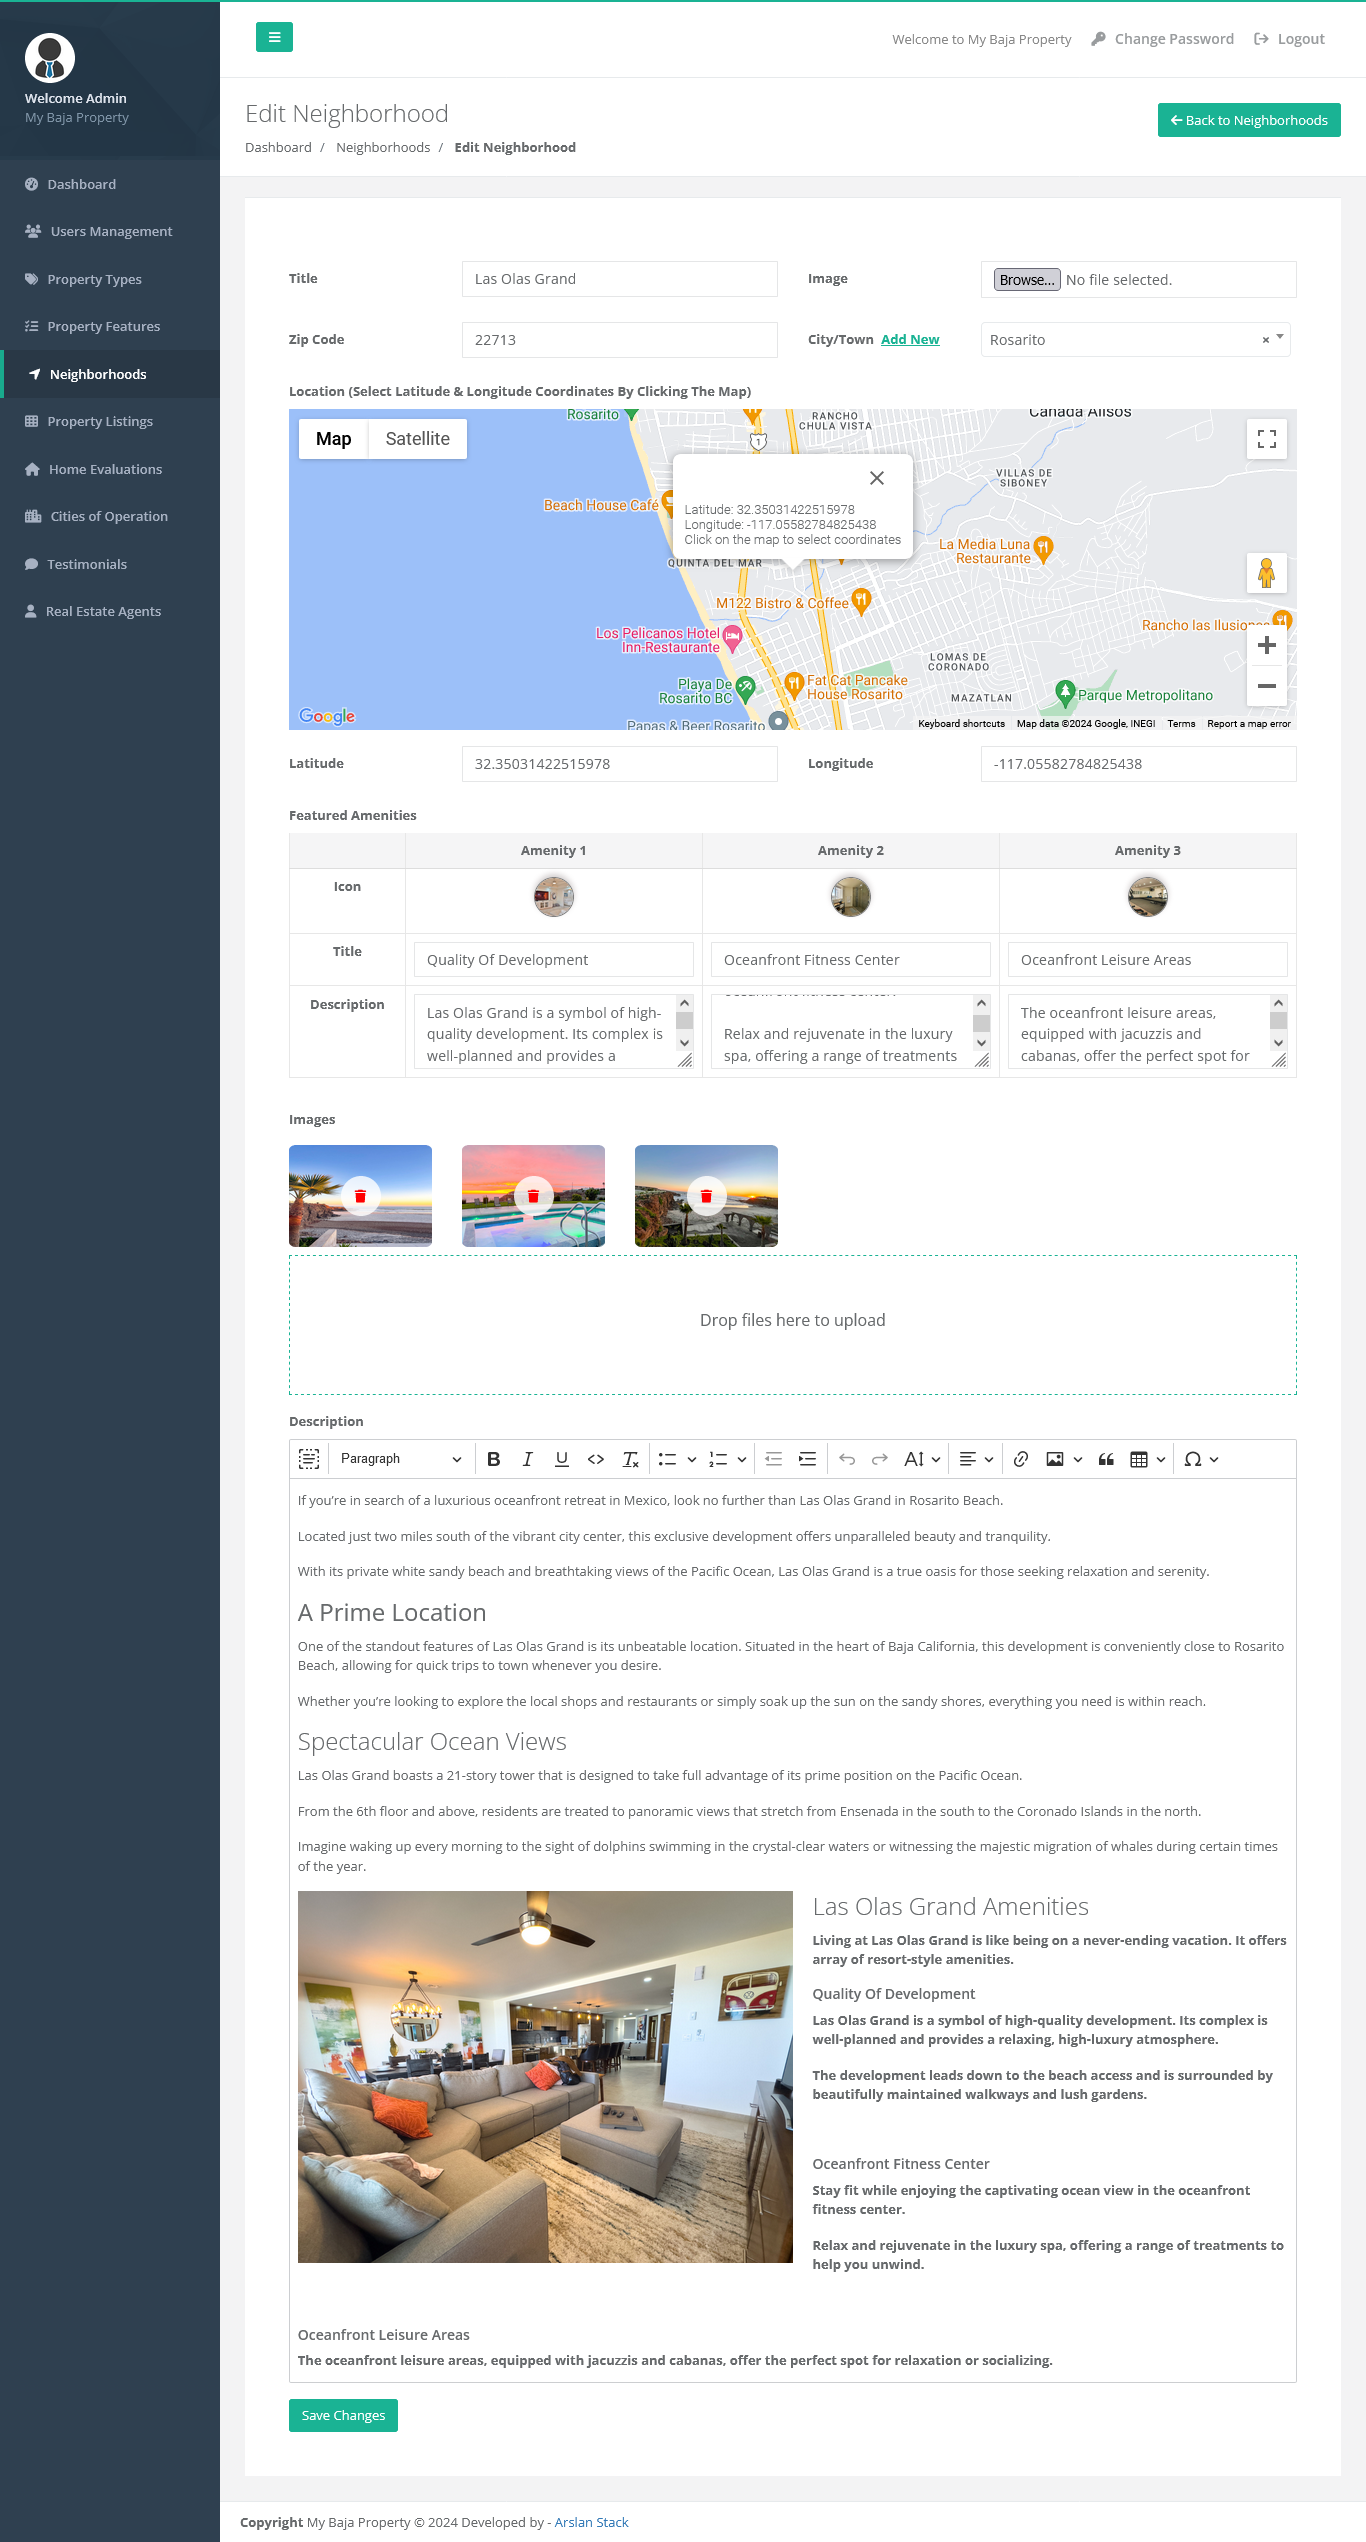 Welcome Admin
My Baja Property
Dashboard
Users Management
Property Types
Property Features
Neighborhoods
Property Listings
Home Evaluations
Cities of Operation
Testimonials
Real Estate Agents
Welcome to My Baja Property
Change Password
Logout
Edit Neighborhood
Dashboard / Neighborhoods / Edit Neighborhood
Back to Neighborhoods
Title
Las Olas Grand
Image
Browse... No file selected.
Zip Code
22713
City/Town Add New
Rosarito
×
Location (Select Latitude & Longitude Coordinates By Clicking The Map)
Map
Satellite
Rosarito
1
RANCHO
CHULA VISTA
Cañada Alisos
VILLAS DE
SIBONEY
Beach House Café
Latitude: 32.35031422515978
Longitude: -117.05582784825438
Click on the map to select coordinates
QUINTA DEL MAR
La Media Luna
Restaurante
M122 Bistro & Coffee
Rancho las Ilusiones
Los Pelicanos Hotel
Inn-Restaurante
LOMAS DE
CORONADO
Playa De
Rosarito BC
Fat Cat Pancake
House Rosarito
MAZATLAN
Parque Metropolitano
Papas & Beer Rosarito
Google
Keyboard shortcuts
Map data ©2024 Google, INEGI
Terms
Report a map error
Latitude
32.35031422515978
Longitude
-117.05582784825438
Featured Amenities
Amenity 1
Amenity 2
Amenity 3
Icon
Title
Quality Of Development
Oceanfront Fitness Center
Oceanfront Leisure Areas
Description
Las Olas Grand is a symbol of high-
quality development. Its complex is
well-planned and provides a
oceanfront fitness center.
Relax and rejuvenate in the luxury
spa, offering a range of treatments
The oceanfront leisure areas,
equipped with jacuzzis and
cabanas, offer the perfect spot for
Images
Drop files here to upload
Description
Paragraph
If you’re in search of a luxurious oceanfront retreat in Mexico, look no further than Las Olas Grand in Rosarito Beach.
Located just two miles south of the vibrant city center, this exclusive development offers unparalleled beauty and tranquility.
With its private white sandy beach and breathtaking views of the Pacific Ocean, Las Olas Grand is a true oasis for those seeking relaxation and serenity.
A Prime Location
One of the standout features of Las Olas Grand is its unbeatable location. Situated in the heart of Baja California, this development is conveniently close to Rosarito
Beach, allowing for quick trips to town whenever you desire.
Whether you’re looking to explore the local shops and restaurants or simply soak up the sun on the sandy shores, everything you need is within reach.
Spectacular Ocean Views
Las Olas Grand boasts a 21-story tower that is designed to take full advantage of its prime position on the Pacific Ocean.
From the 6th floor and above, residents are treated to panoramic views that stretch from Ensenada in the south to the Coronado Islands in the north.
Imagine waking up every morning to the sight of dolphins swimming in the crystal-clear waters or witnessing the majestic migration of whales during certain times
of the year.
Las Olas Grand Amenities
Living at Las Olas Grand is like being on a never-ending vacation. It offers
array of resort-style amenities.
Quality Of Development
Las Olas Grand is a symbol of high-quality development. Its complex is
well-planned and provides a relaxing, high-luxury atmosphere.
The development leads down to the beach access and is surrounded by
beautifully maintained walkways and lush gardens.
Oceanfront Fitness Center
Stay fit while enjoying the captivating ocean view in the oceanfront
fitness center.
Relax and rejuvenate in the luxury spa, offering a range of treatments to
help you unwind.
Oceanfront Leisure Areas
The oceanfront leisure areas, equipped with jacuzzis and cabanas, offer the perfect spot for relaxation or socializing.
Save Changes
Copyright My Baja Property © 2024 Developed by - Arslan Stack